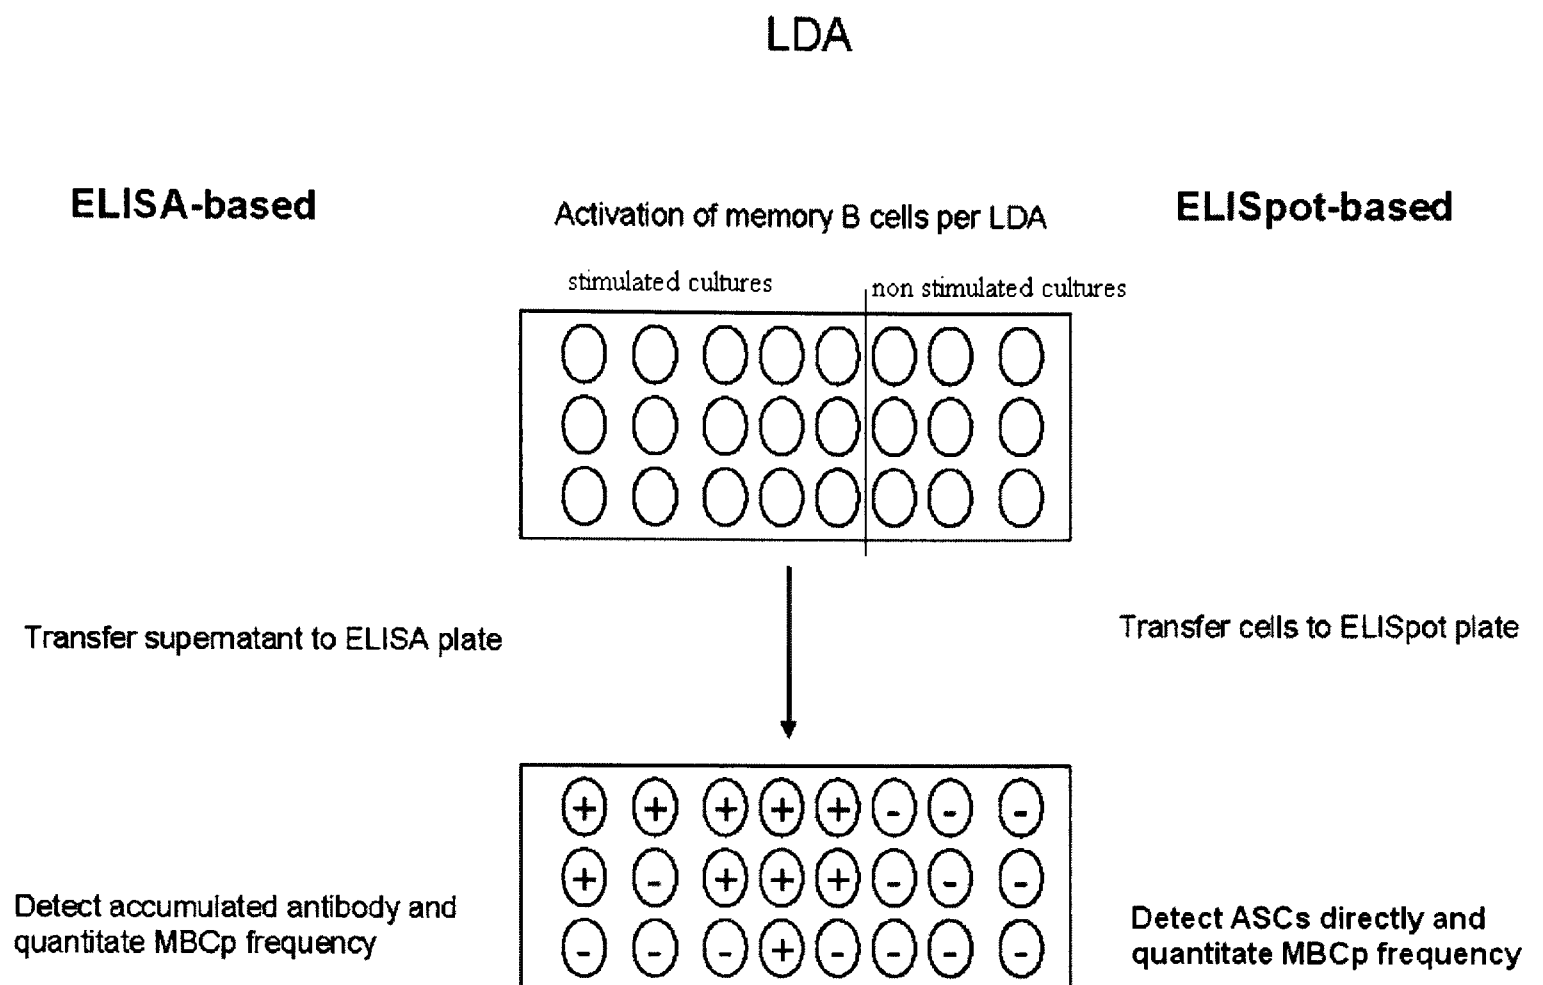 LDA
ELISA-based
Activation of memory B cells per LDA
ELISpot-based
stimulated cultures
non stimulated cultures
Transfer supernatant to ELISA plate
Transfer cells to ELISpot plate
+ + + + + - - -
+ - + + + - - -
- - - + - - - -
Detect accumulated antibody and
quantitate MBCp frequency
Detect ASCs directly and
quantitate MBCp frequency